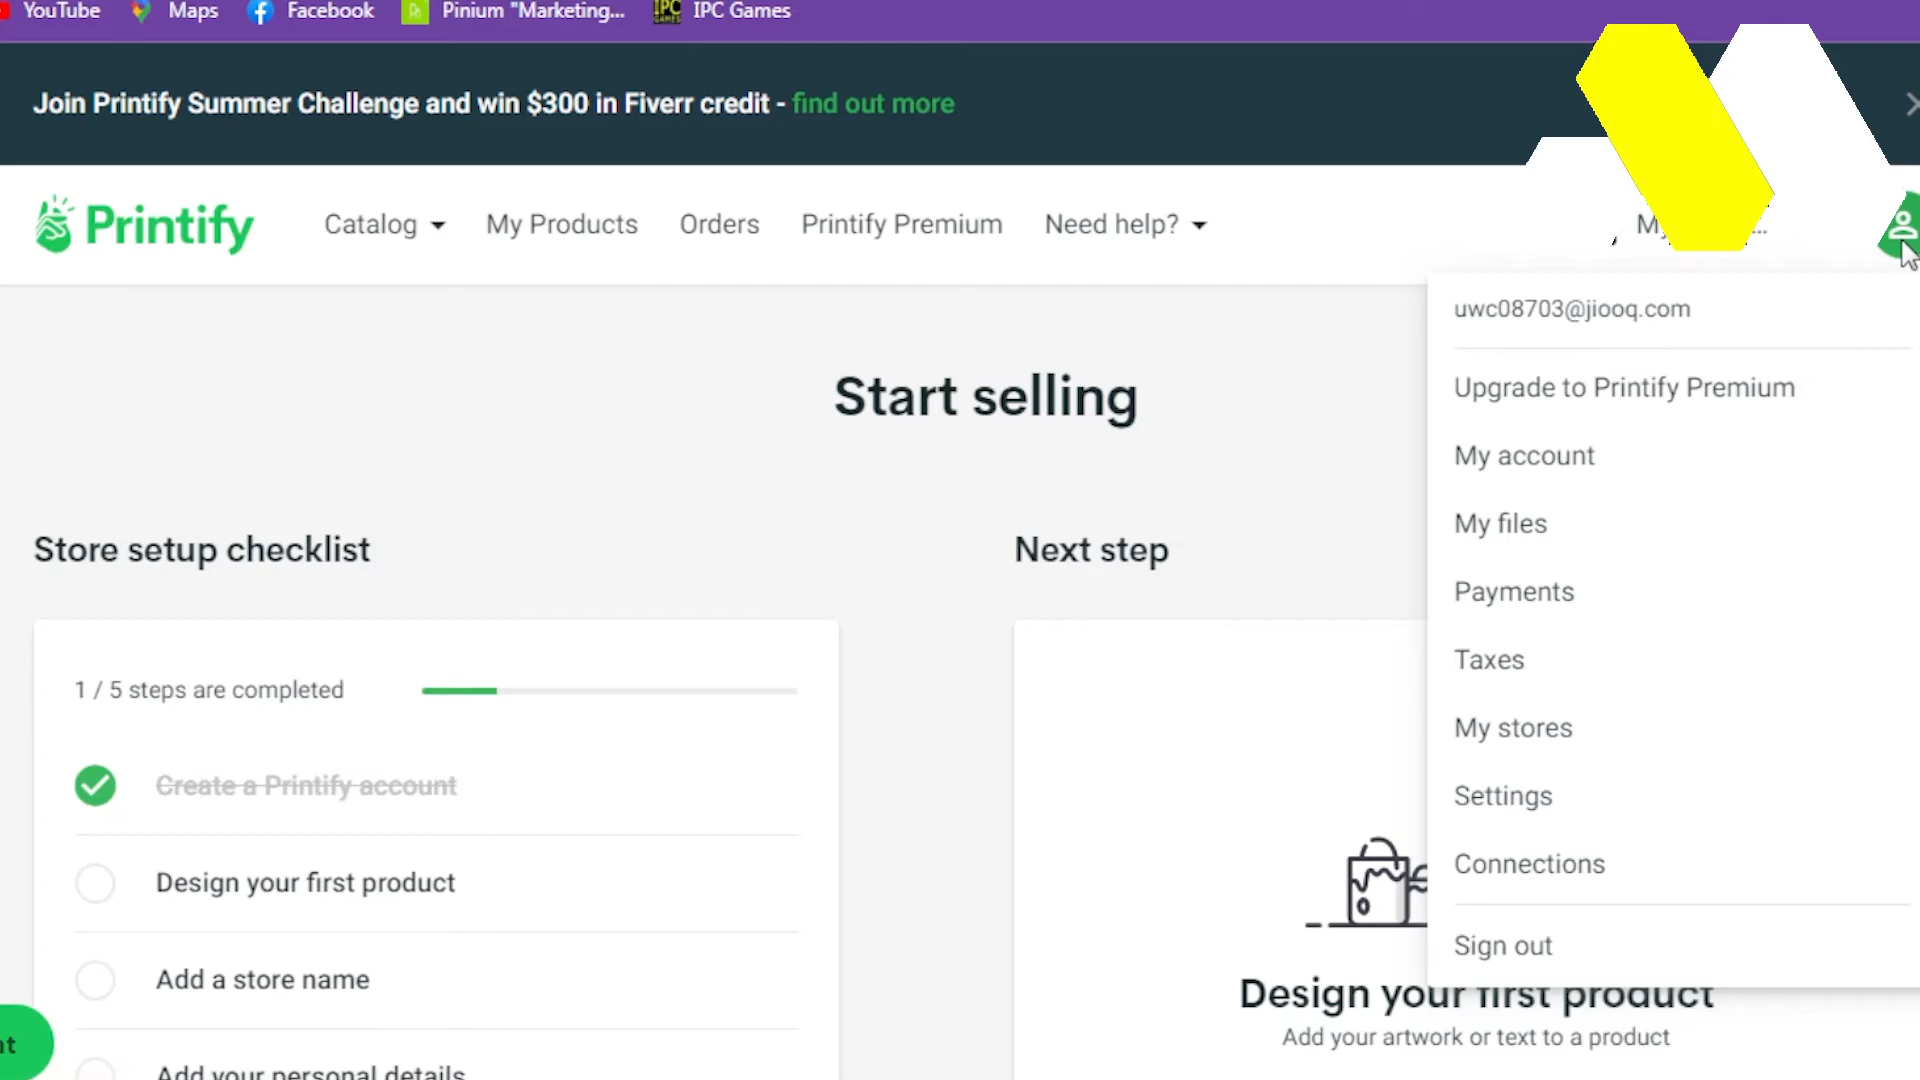 YouTube Maps Facebook Pinium "Marketing... IPC Games
Join Printify Summer Challenge and win $300 in Fiverr credit - find out more
Printify Catalog My Products Orders Printify Premium Need help?
uwc08703@jiooq.com
Upgrade to Printify Premium
My account
My files
Payments
Taxes
My stores
Settings
Connections
Sign out
Start selling
Store setup checklist
1 / 5 steps are completed
Create a Printify account
Design your first product
Add a store name
Add your personal details
Next step
Design your first product
Add your artwork or text to a product